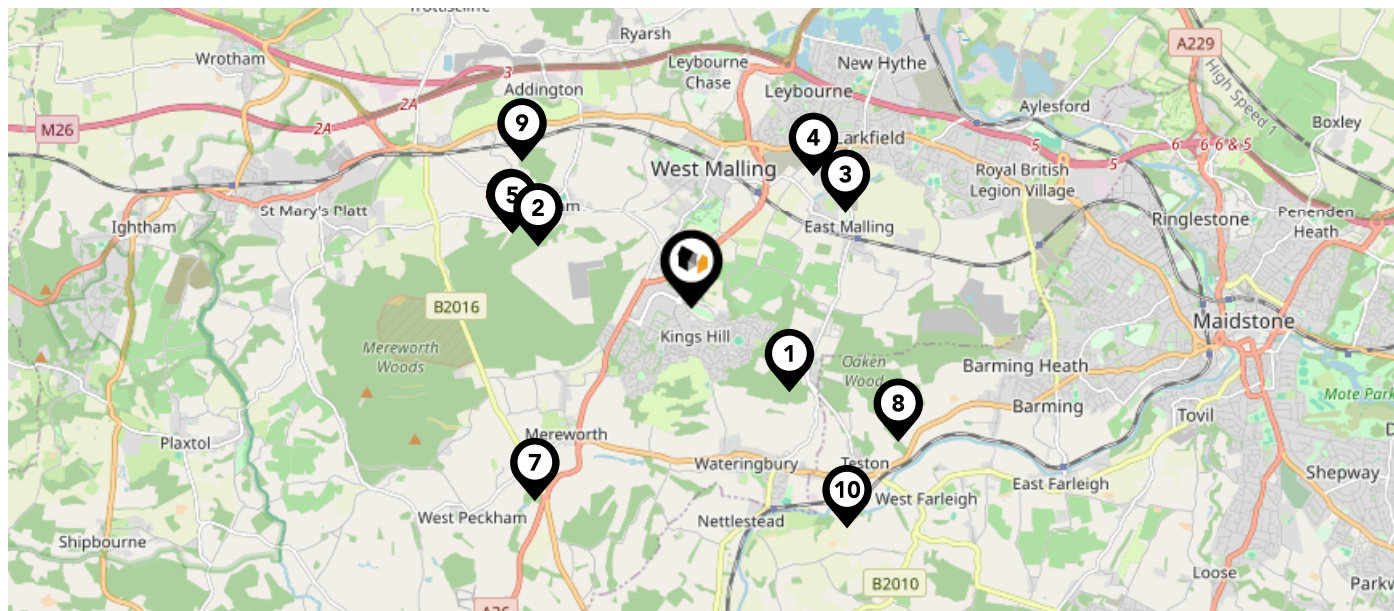 Trottiscliffe
Ryarsh
A229
Wrotham
Leybourne
Chase
New Hythe
High Speed 1
3
Addington
Leybourne
2A
Aylesford
Boxley
M26
2A
9
4
Larkfield
5
6
6 & 5
5
West Malling
3
Royal British
Legion Village
5
2
St Mary's Platt
Ightham
East Malling
Ringlestone
Penenden
Heath
B2016
Maidstone
Kings Hill
Mereworth
Woods
1
Oaken
Wood
Barming Heath
Mote Park
8
Barming
Tovil
Plaxtol
Mereworth
7
Wateringbury
Teston
Shepway
10
West Farleigh
East Farleigh
West Peckham
Nettlestead
Shipbourne
Loose
B2010
A26